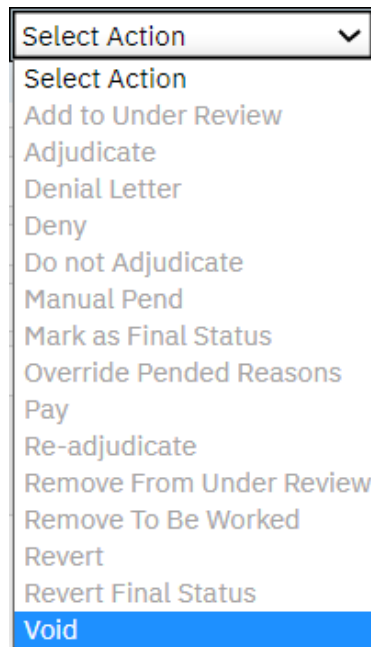 Select Action
Select Action
Add to Under Review
Adjudicate
Denial Letter
Deny
Do not Adjudicate
Manual Pend
Mark as Final Status
Override Pended Reasons
Pay
Re-adjudicate
Remove From Under Review
Remove To Be Worked
Revert
Revert Final Status
Void